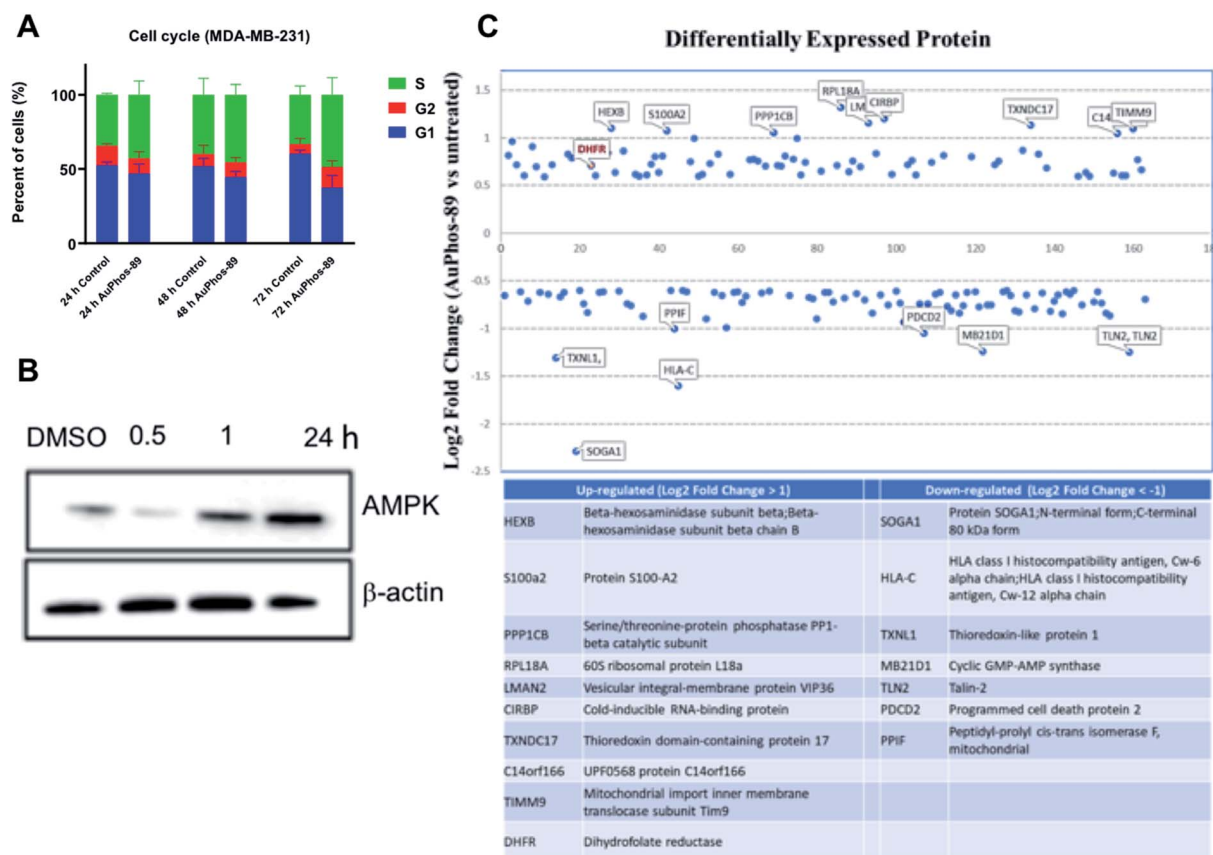 A
Cell cycle (MDA-MB-231)
Percent of cells (%)
100
50
0
S
G2
G1
24 h Control
24 h AuPhos-89
48 h Control
48 h AuPhos-89
72 h Control
72 h AuPhos-89
B
DMSO 0.5 1 24 h
AMPK
β-actin
C
Differentially Expressed Protein
Log2 Fold Change (AuPhos-89 vs untreated)
1.5
1
0.5
0
-0.5
-1
-1.5
-2
-2.5
0 20 40 60 80 100 120 140 160 18
HEXB
S100A2
PPP1CB
RPL18A
LM
CIRBP
TXNDC17
C14
TIMM9
DHFR
PPIF
PDCD2
MB21D1
TLN2, TLN2
TXNL1,
HLA-C
SOGA1
Up-regulated (Log2 Fold Change > 1) Down-regulated (Log2 Fold Change < -1)
HEXB Beta-hexosaminidase subunit beta;Beta-
hexosaminidase subunit beta chain B
SOGA1 Protein SOGA1;N-terminal form;C-terminal
80 kDa form
S100a2 Protein S100-A2
HLA-C HLA class I histocompatibility antigen, Cw-6
alpha chain;HLA class I histocompatibility
antigen, Cw-12 alpha chain
PPP1CB Serine/threonine-protein phosphatase PP1-
beta catalytic subunit
TXNL1 Thioredoxin-like protein 1
RPL18A 60S ribosomal protein L18a
MB21D1 Cyclic GMP-AMP synthase
LMAN2 Vesicular integral-membrane protein VIP36
TLN2 Talin-2
CIRBP Cold-inducible RNA-binding protein
PDCD2 Programmed cell death protein 2
TXNDC17 Thioredoxin domain-containing protein 17
PPIF Peptidyl-prolyl cis-trans isomerase F,
mitochondrial
C14orf166 UPF0568 protein C14orf166
TIMM9 Mitochondrial import inner membrane
translocase subunit Tim9
DHFR Dihydrofolate reductase